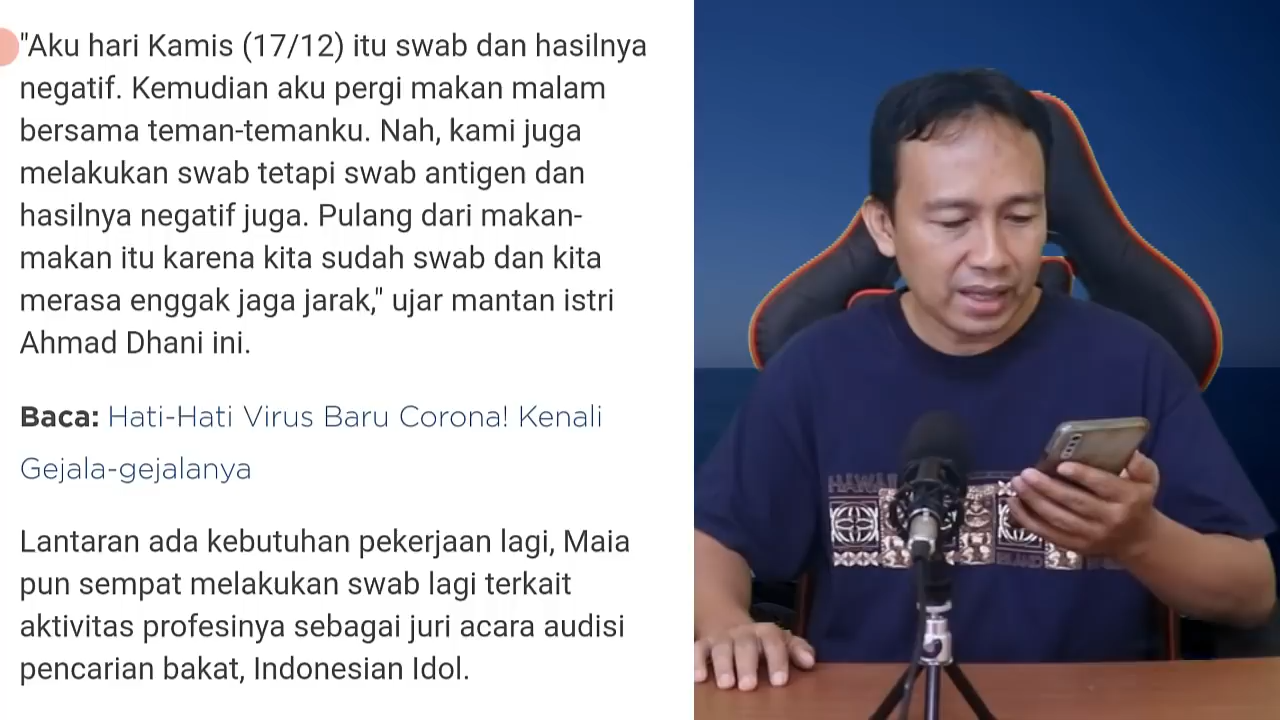 "Aku hari Kamis (17/12) itu swab dan hasilnya
negatif. Kemudian aku pergi makan malam
bersama teman-temanku. Nah, kami juga
melakukan swab tetapi swab antigen dan
hasilnya negatif juga. Pulang dari makan-
makan itu karena kita sudah swab dan kita
merasa enggak jaga jarak," ujar mantan istri
Ahmad Dhani ini.
Baca: Hati-Hati Virus Baru Corona! Kenali
Gejala-gejalanya
Lantaran ada kebutuhan pekerjaan lagi, Maia
pun sempat melakukan swab lagi terkait
aktivitas profesinya sebagai juri acara audisi
pencarian bakat, Indonesian Idol.
HAWAII